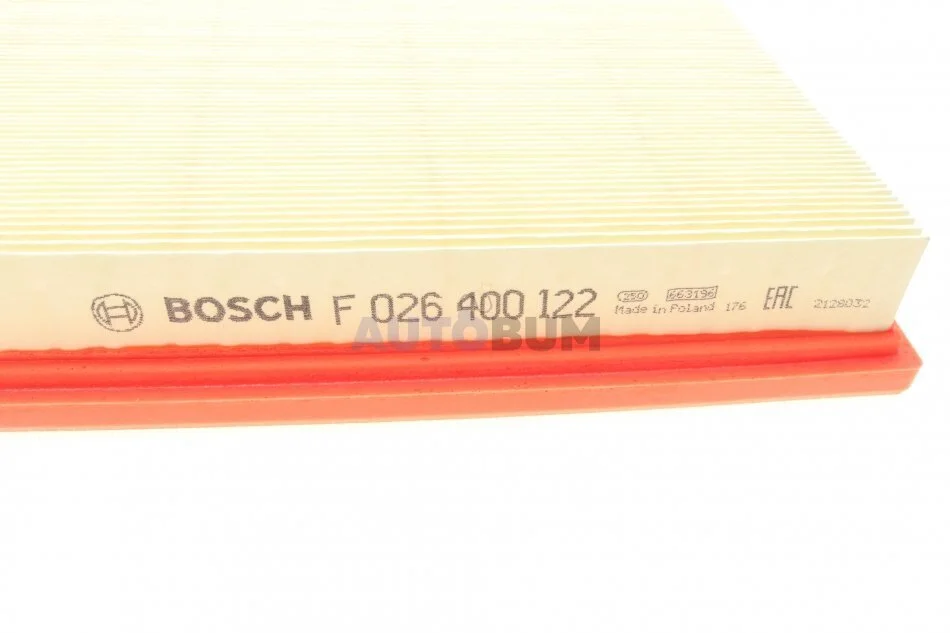 BOSCH F 026 400 122 250 663196 EAC 2128032
Made in Poland 176
AUTOBUM